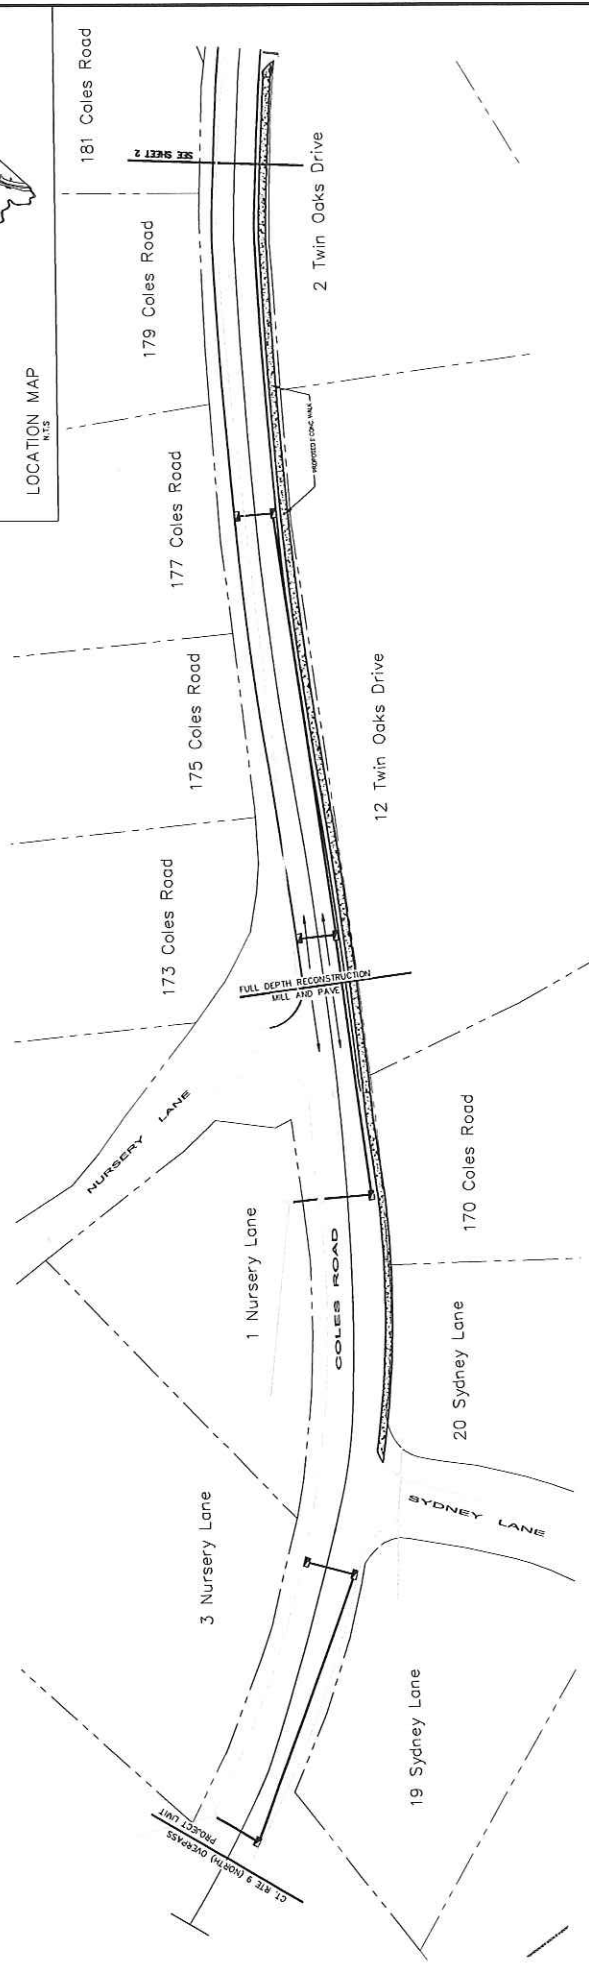 181 Coles Road
SEE SHEET 2
2 Twin Oaks Drive
179 Coles Road
LOCATION MAP
N.T.S
177 Coles Road
175 Coles Road
12 Twin Oaks Drive
173 Coles Road
FULL DEPTH RECONSTRUCTION
MILL AND PAVE
NURSERY LANE
170 Coles Road
1 Nursery Lane
COLES ROAD
20 Sydney Lane
SYDNEY LANE
3 Nursery Lane
19 Sydney Lane
PROJECT LIMIT
CT. RTE 9 (NORTH) OVERPASS